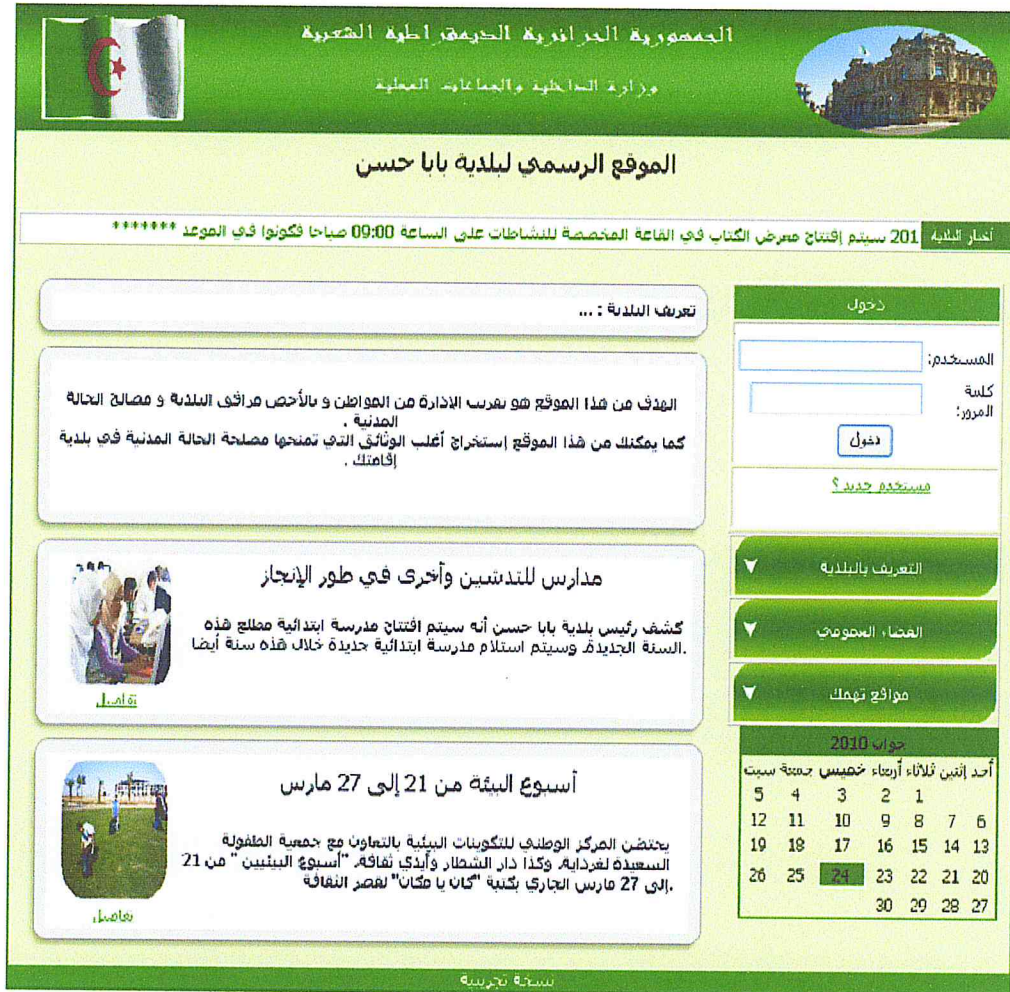 الجمهورية الجزائرية الديمقراطية الشعبية
وزارة الداخلية والجماعات المحلية
الموقع الرسمي لبلدية بابا حسن
أخبار البلدية
201 سيتم إفتتاح معرض الكتاب في القاعة المخصصة للنشاطات على الساعة 09:00 صباحا فكونوا في الموعد *******
دخول
المستخدم:
كلمة
المرور:
دخول
مستخدم جديد ؟
التعريف بالبلدية
الفضاء العمومي
مواقع تهمك
جوان 2010
أحد إثنين ثلاثاء أربعاء خميس جمعة سبت
1 2 3 4 5
6 7 8 9 10 11 12
13 14 15 16 17 18 19
20 21 22 23 24 25 26
27 28 29 30
تعريف البلدية : ...
الهدف من هذا الموقع هو تقريب الإدارة من المواطن و بالأخص مرافق البلدية و مصالح الحالة
المدنية .
كما يمكنك من هذا الموقع إستخراج أغلب الوثائق التي تمنحها مصلحة الحالة المدنية في بلدية
إقامتك .
مدارس للتدشين وأخرى في طور الإنجاز
كشف رئيس بلدية بابا حسن أنه سيتم افتتاح مدرسة ابتدائية مطلع هذه
.السنة الجديدة. وسيتم استلام مدرسة ابتدائية جديدة خلال هذه سنة أيضا
تفاصيل
أسبوع البيئة من 21 إلى 27 مارس
يحتضن المركز الوطني للتكوينات البيئية بالتعاون مع جمعية الطفولة
السعيدة لغرداية. وكذا دار الشطار وأيدي ثقافة. "أسبوع البيئيين " من 21
.إلى 27 مارس الجاري بكتيبة "كان يا مكان" لقصر الثقافة
تفاصيل
نسخة تجريبية